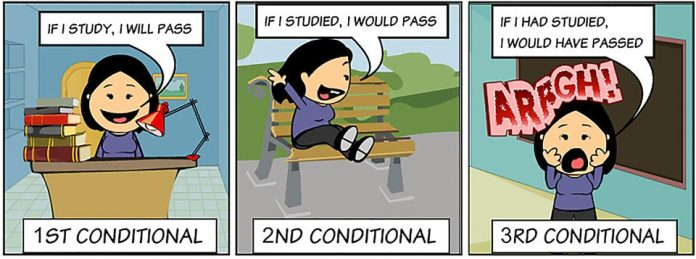 IF I STUDY, I WILL PASS
1ST CONDITIONAL
IF I STUDIED, I WOULD PASS
2ND CONDITIONAL
IF I HAD STUDIED,
I WOULD HAVE PASSED
ARRGH!
3RD CONDITIONAL